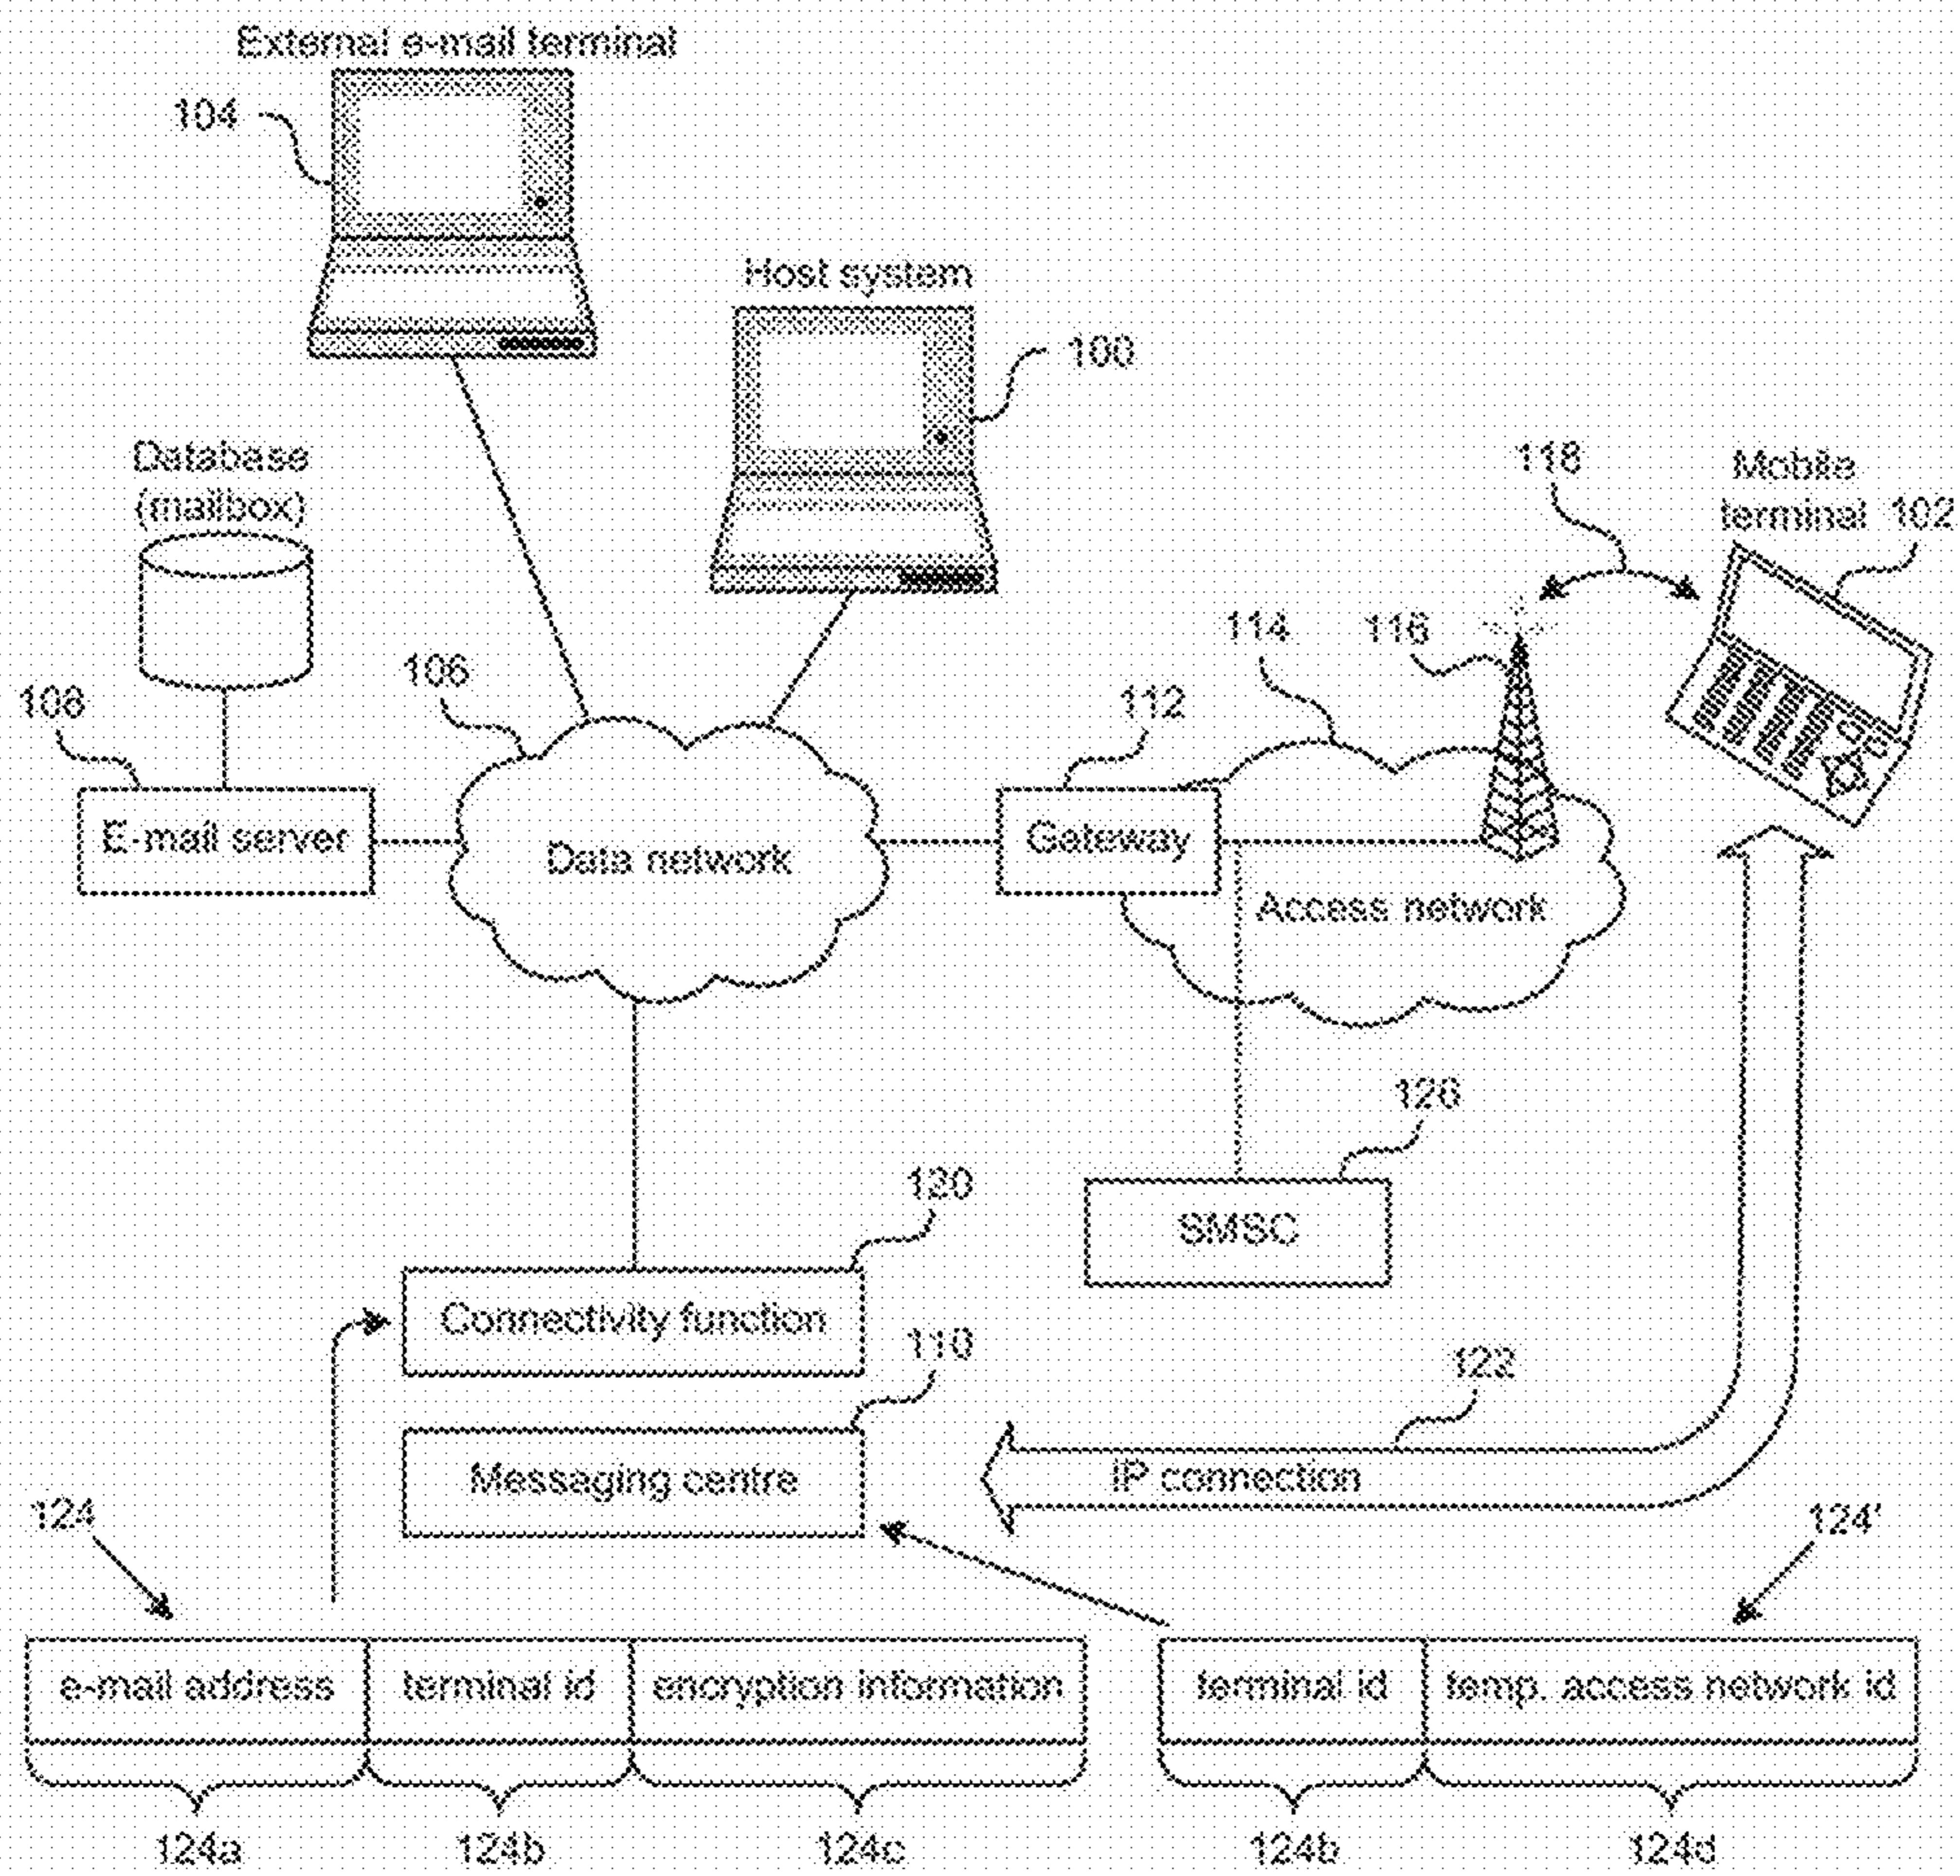 External e-mail terminal
104
Host system
100
Database
(mailbox)
118
Mobile
terminal 102
108
106
112
114
116
E-mail server
Data network
Gateway
Access network
126
SMSC
120
Connectivity function
110
Messaging centre
122
IP connection
124
124'
e-mail address
terminal id
encryption information
terminal id
temp. access network id
124a
124b
124c
124b
124d